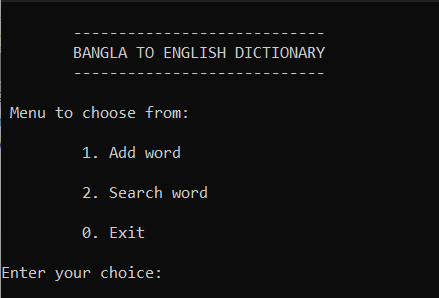 ----------------------------
BANGLA TO ENGLISH DICTIONARY
----------------------------
Menu to choose from:
1. Add word
2. Search word
0. Exit
Enter your choice: